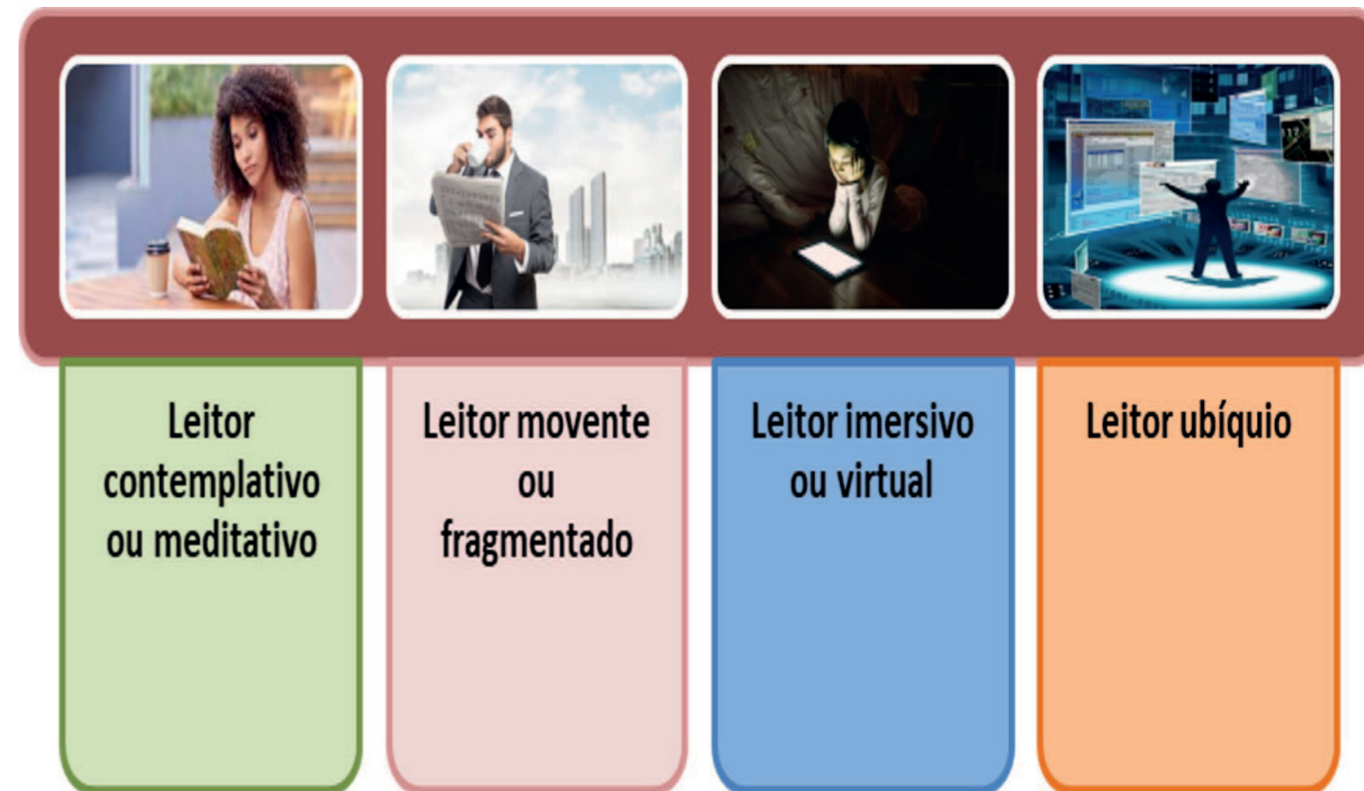 Leitor
contemplativo
ou meditativo
Leitor movente
ou
fragmentado
Leitor imersivo
ou virtual
Leitor ubíquio